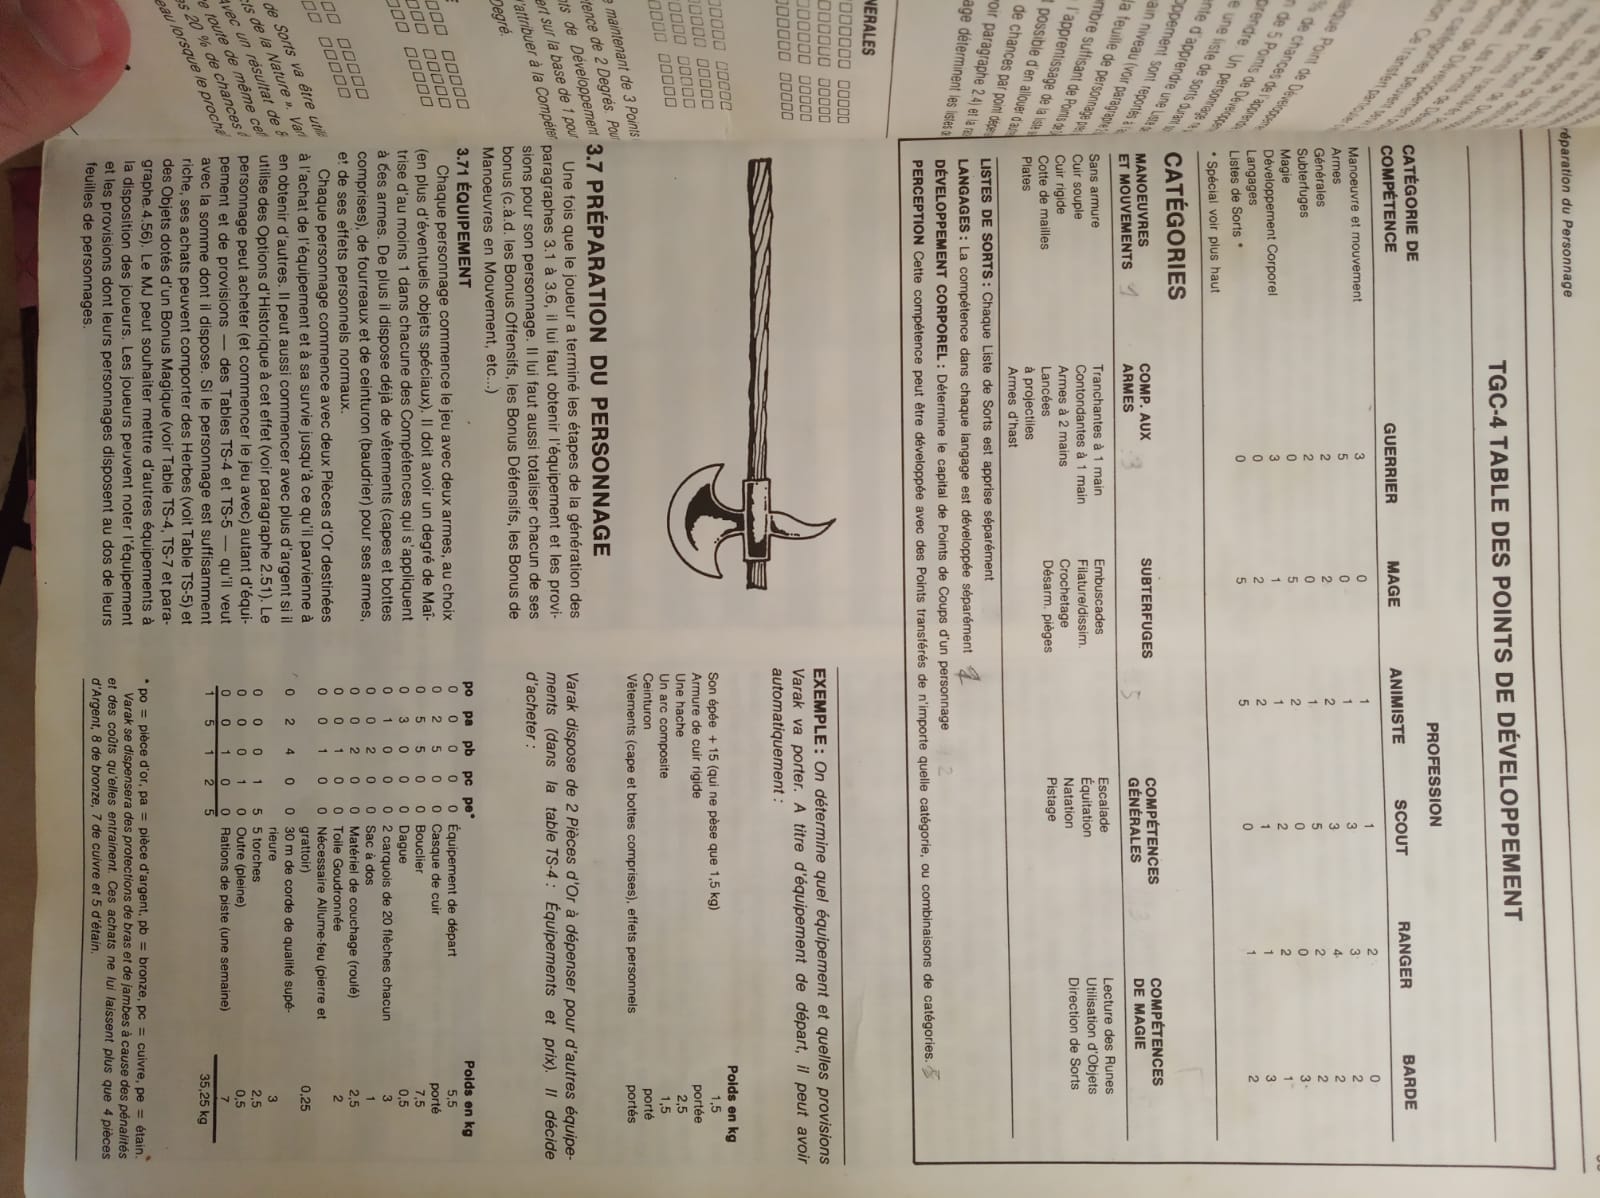 réparation du Personnage
TGC-4 TABLE DES POINTS DE DÉVELOPPEMENT
PROFESSION
CATÉGORIE DE
COMPÉTENCE GUERRIER MAGE ANIMISTE SCOUT RANGER BARDE
Manoeuvre et mouvement 3 0 1 1 2 0
Armes 5 0 1 3 3 2
Générales 2 2 2 3 4 2
Subterfuges 2 0 1 5 2 2
Magie 0 5 2 0 0 3
Développement Corporel 3 1 1 2 2 1
Langages 0 2 2 1 1 3
Listes de Sorts * 0 5 5 0 1 2
* Spécial voir plus haut
CATÉGORIES
MANOEUVRES
ET MOUVEMENTS 1
Sans armure
Cuir souple
Cuir rigide
Cotte de mailles
Plates
COMP. AUX
ARMES 3
Tranchantes à 1 main
Contondantes à 1 main
Armes à 2 mains
Lancées
à projectiles
Armes d'hast
SUBTERFUGES 5
Embuscades
Filature/dissim.
Crochetage
Désarm. pièges
COMPÉTENCES
GÉNÉRALES 3
Escalade
Équitation
Natation
Pistage
COMPÉTENCES
DE MAGIE
Lecture des Runes
Utilisation d'Objets
Direction de Sorts
LISTES DE SORTS : Chaque Liste de Sorts est apprise séparément
LANGAGES : La compétence dans chaque langage est développée séparément
DÉVELOPPEMENT CORPOREL : Détermine le capital de Points de Coups d'un personnage 2
PERCEPTION Cette compétence peut être développée avec des Points transférés de n'importe quelle catégorie, ou combinaisons de catégories. 5
3.7 PRÉPARATION DU PERSONNAGE
Une fois que le joueur a terminé les étapes de la génération des
paragraphes 3.1 à 3.6, il lui faut obtenir l'équipement et les provi-
sions pour son personnage. Il lui faut aussi totaliser chacun de ses
bonus (c.à.d. les Bonus Offensifs, les Bonus Défensifs, les Bonus de
Manoeuvres en Mouvement, etc...)
3.71 ÉQUIPEMENT
Chaque personnage commence le jeu avec deux armes, au choix
(en plus d'éventuels objets spéciaux). Il doit avoir un degré de Maî-
trise d'au moins 1 dans chacune des Compétences qui s'appliquent
à ces armes. De plus il dispose déjà de vêtements (capes et bottes
comprises), de fourreaux et de ceinturon (baudrier) pour ses armes,
et de ses effets personnels normaux.
Chaque personnage commence avec deux Pièces d'Or destinées
à l'achat de l'équipement et à sa survie jusqu'à ce qu'il parvienne à
en obtenir d'autres. Il peut aussi commencer avec plus d'argent si il
utilise des Options d'Historique à cet effet (voir paragraphe 2.51). Le
personnage peut acheter (et commencer le jeu avec) autant d'équi-
pement et de provisions — des Tables TS-4 et TS-5 — qu'il veut
avec la somme dont il dispose. Si le personnage est suffisamment
riche, ses achats peuvent comporter des Herbes (voit Table TS-5) et
des Objets dotés d'un Bonus Magique (voir Table TS-4, TS-7 et para-
graphe.4.56). Le MJ peut souhaiter mettre d'autres équipements à
la disposition des joueurs. Les joueurs peuvent noter l'équipement
et les provisions dont leurs personnages disposent au dos de leurs
feuilles de personnages.
EXEMPLE : On détermine quel équipement et quelles provisions
Varak va porter. A titre d'équipement de départ, il peut avoir
automatiquement :
Poids en kg
Son épée + 15 (qui ne pèse que 1,5 kg) 1,5
Armure de cuir rigide portée
Une hache 2,5
Un arc composite 1,5
Ceinturon porté
Vêtements (cape et bottes comprises), effets personnels portés
Varak dispose de 2 Pièces d'Or à dépenser pour d'autres équipe-
ments (dans la table TS-4 : Équipements et prix). Il décide
d'acheter :
po pa pb pc pe* Poids en kg
0 0 0 0 0 Équipement de départ 5,5
0 2 5 0 0 Casque de cuir porté
0 5 5 0 0 Bouclier 7,5
0 3 0 0 0 Dague 0,5
0 1 0 0 0 2 carquois de 20 flèches chacun 3
0 0 2 0 0 Sac à dos 1
0 0 2 0 0 Matériel de couchage (roulé) 2,5
0 0 1 0 0 Toile Goudronnée 2
0 0 1 0 0 Nécessaire Allume-feu (pierre et
grattoir) 0,25
0 2 4 0 0 30 m de corde de qualité supé-
rieure 3
0 0 0 1 5 5 torches 2,5
0 0 0 1 0 Outre (pleine) 0,5
0 0 1 0 0 Rations de piste (une semaine) 7
1 5 1 2 5 35,25 kg
* po = pièce d'or, pa = pièce d'argent, pb = bronze, pc = cuivre, pe = étain.
Varak se dispensera des protections de bras et de jambes à cause des pénalités
et des coûts qu'elles entrainent. Ces achats ne lui laissent plus que 4 pièces
d'Argent, 8 de bronze, 7 de cuivre et 5 d'étain.